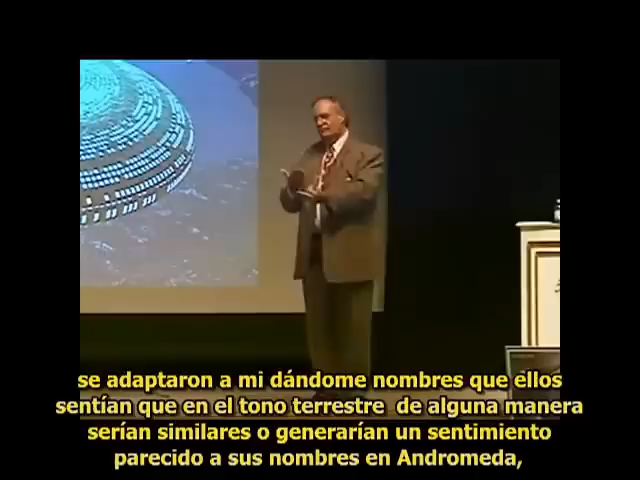 se adaptaron a mi dándome nombres que ellos
sentían que en el tono terrestre de alguna manera
serían similares o generarían un sentimiento
parecido a sus nombres en Andromeda,